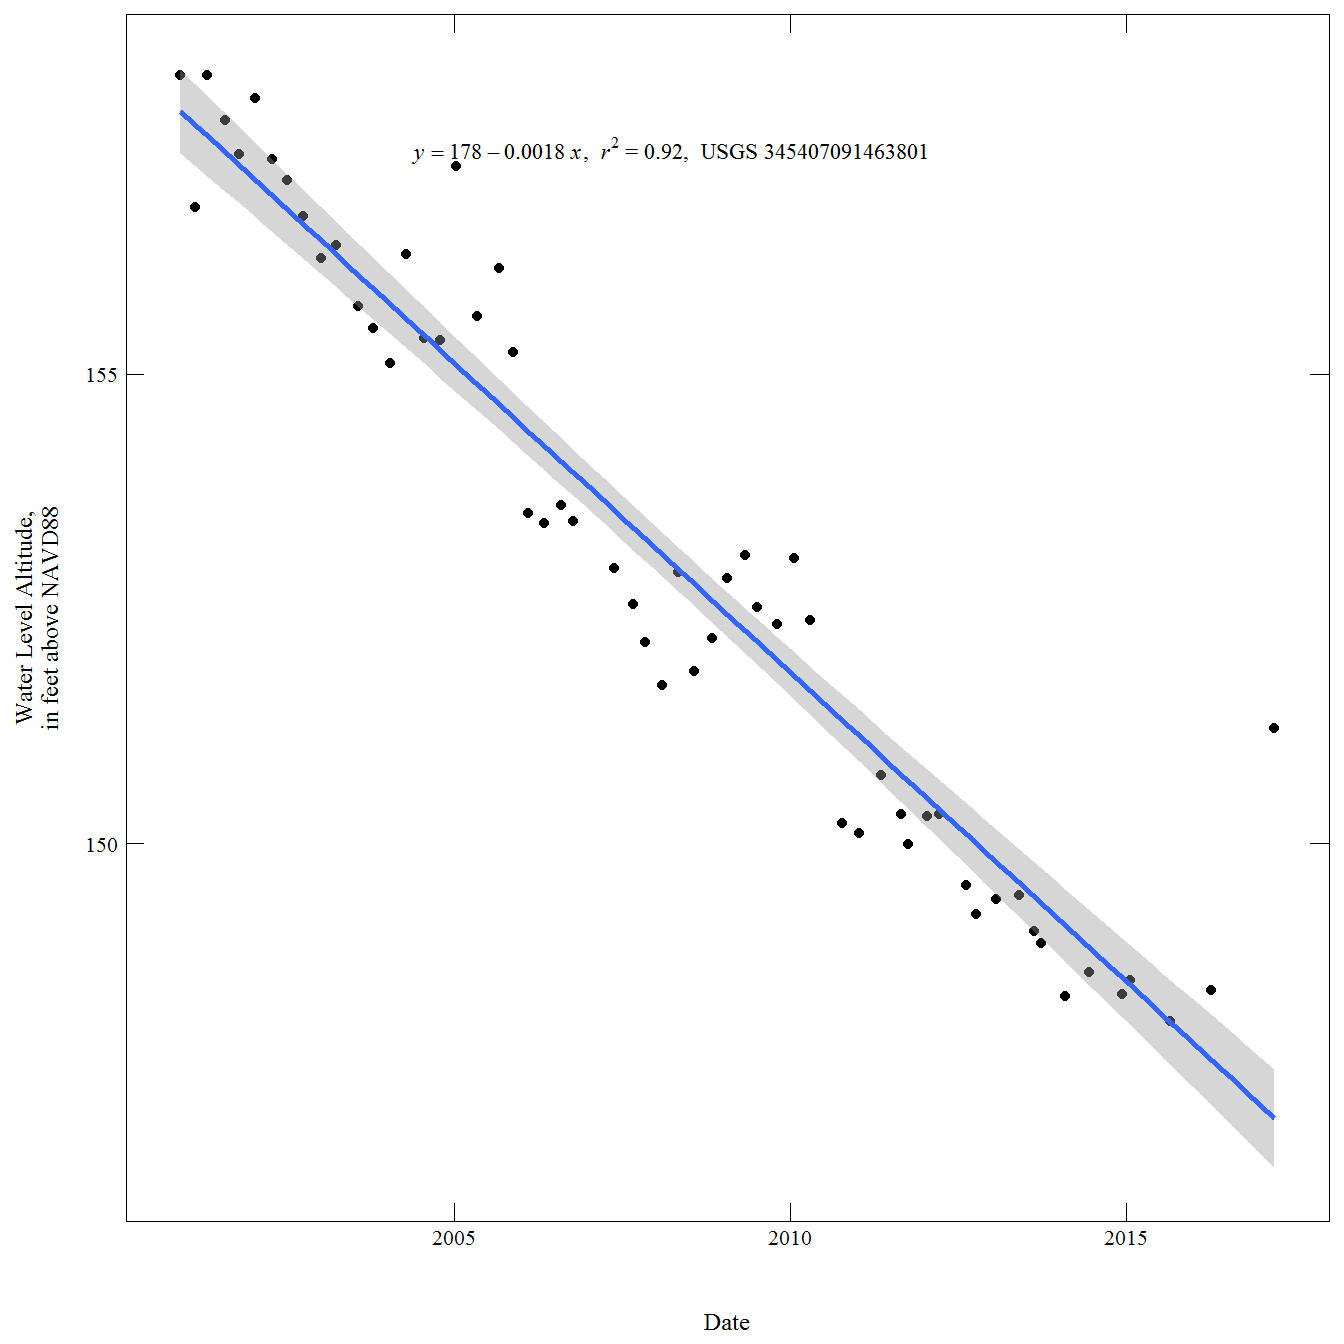 y = 178 − 0.0018 x, r2 = 0.92, USGS 345407091463801
155
150
Water Level Altitude,
in feet above NAVD88
2005 2010 2015
Date